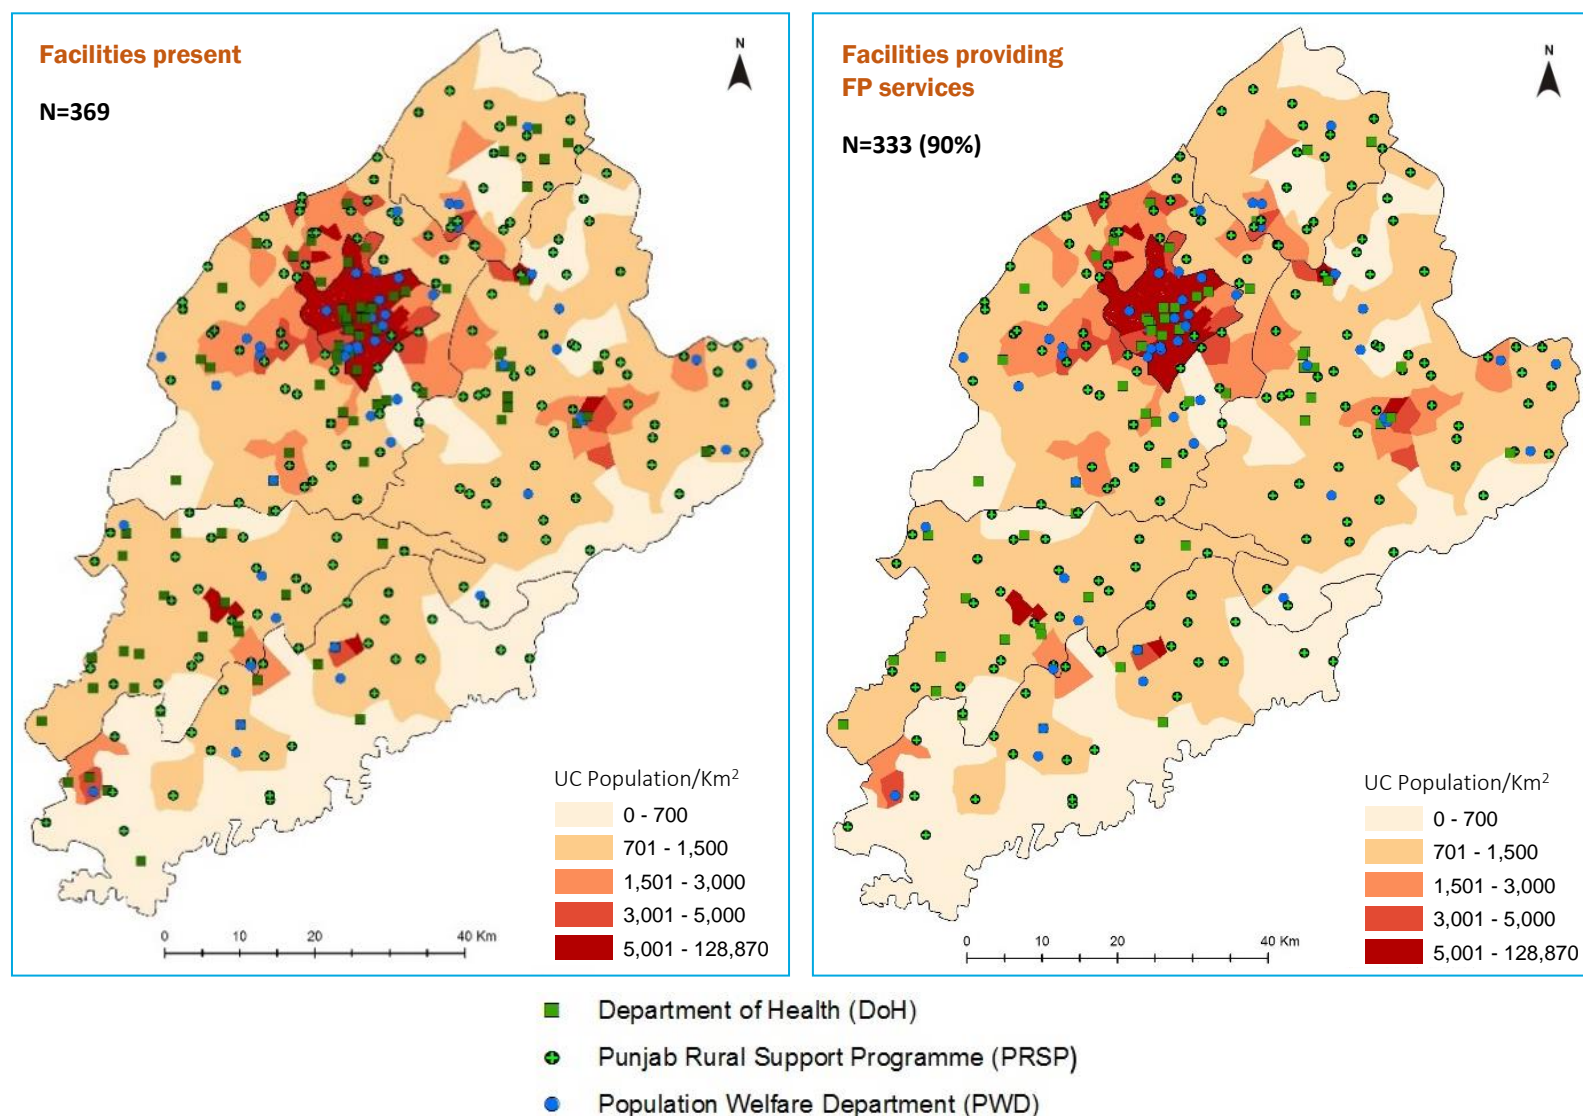 Facilities present
N=369
N
UC Population/Km2
0 - 700
701 - 1,500
1,501 - 3,000
3,001 - 5,000
5,001 - 128,870
0 10 20 40 Km
Facilities providing
FP services
N=333 (90%)
N
UC Population/Km2
0 - 700
701 - 1,500
1,501 - 3,000
3,001 - 5,000
5,001 - 128,870
0 10 20 40 Km
Department of Health (DoH)
Punjab Rural Support Programme (PRSP)
Population Welfare Department (PWD)